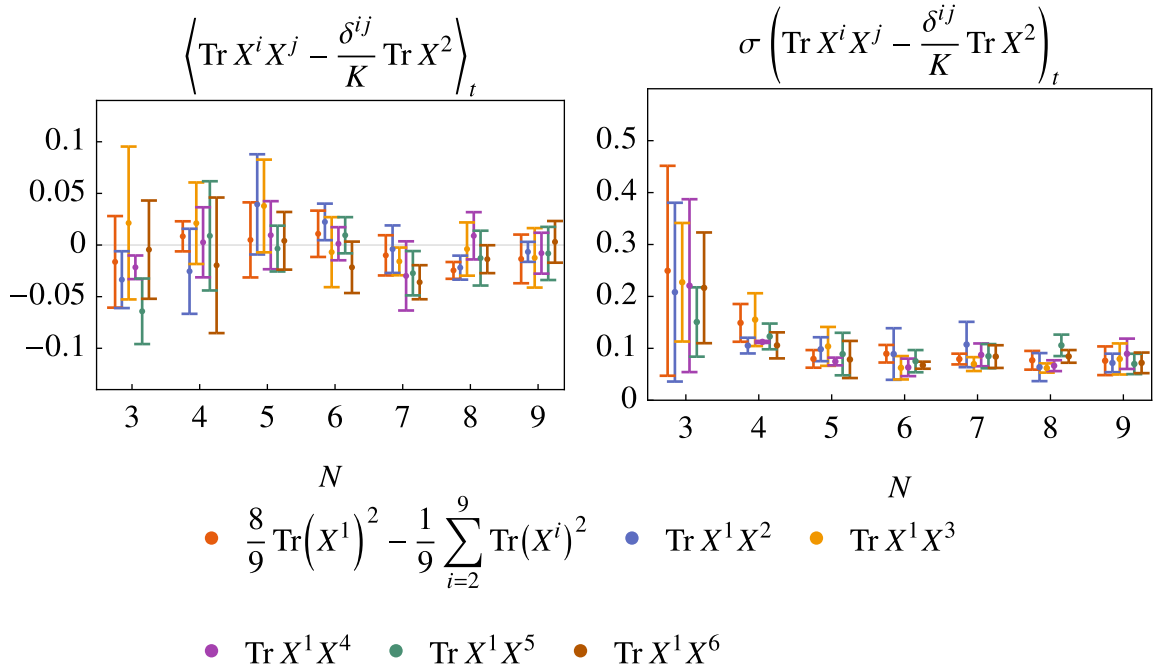 ⟨Tr X^i X^j − δ^{ij}/K Tr X^2⟩_t
0.1
0.05
0
−0.05
−0.1
3 4 5 6 7 8 9
N
σ (Tr X^i X^j − δ^{ij}/K Tr X^2)_t
0.5
0.4
0.3
0.2
0.1
0
3 4 5 6 7 8 9
N
8/9 Tr(X^1)^2 − 1/9 ∑_{i=2}^{9} Tr(X^i)^2
Tr X^1 X^2
Tr X^1 X^3
Tr X^1 X^4
Tr X^1 X^5
Tr X^1 X^6